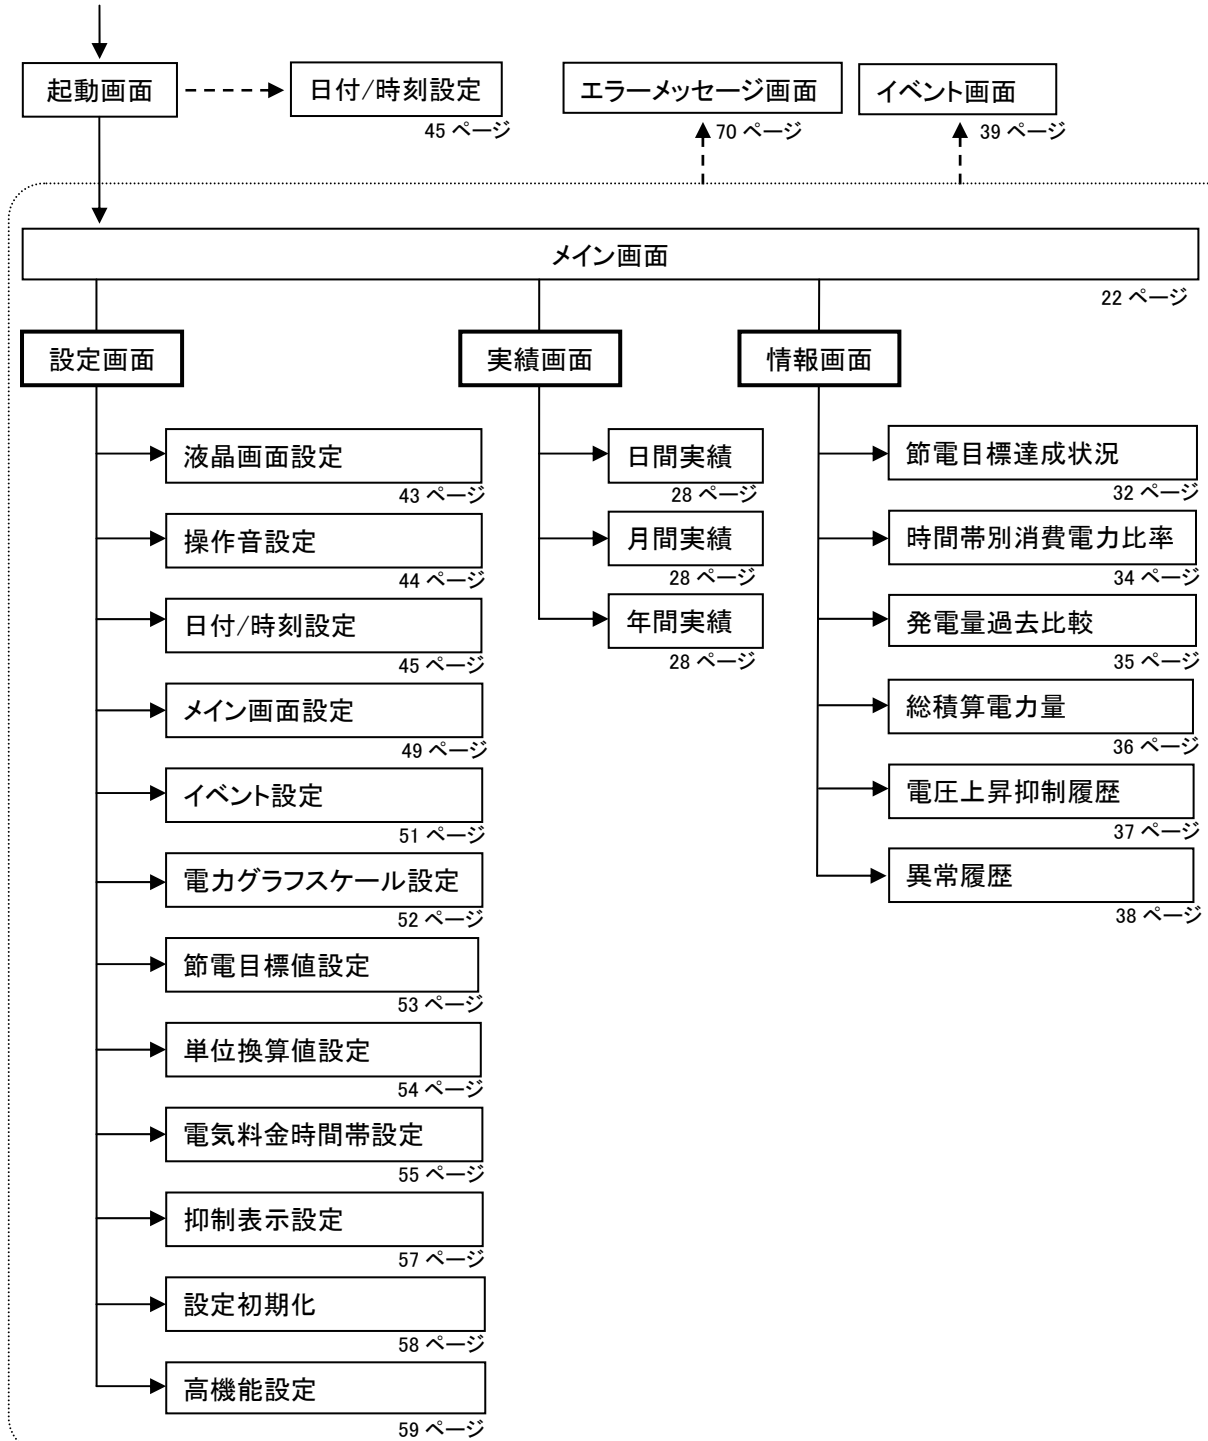 起動画面
日付/時刻設定
45 ページ
エラーメッセージ画面
70 ページ
イベント画面
39 ページ
メイン画面
22 ページ
設定画面
液晶画面設定
43 ページ
操作音設定
44 ページ
日付/時刻設定
45 ページ
メイン画面設定
49 ページ
イベント設定
51 ページ
電力グラフスケール設定
52 ページ
節電目標値設定
53 ページ
単位換算値設定
54 ページ
電気料金時間帯設定
55 ページ
抑制表示設定
57 ページ
設定初期化
58 ページ
高機能設定
59 ページ
実績画面
日間実績
28 ページ
月間実績
28 ページ
年間実績
28 ページ
情報画面
節電目標達成状況
32 ページ
時間帯別消費電力比率
34 ページ
発電量過去比較
35 ページ
総積算電力量
36 ページ
電圧上昇抑制履歴
37 ページ
異常履歴
38 ページ